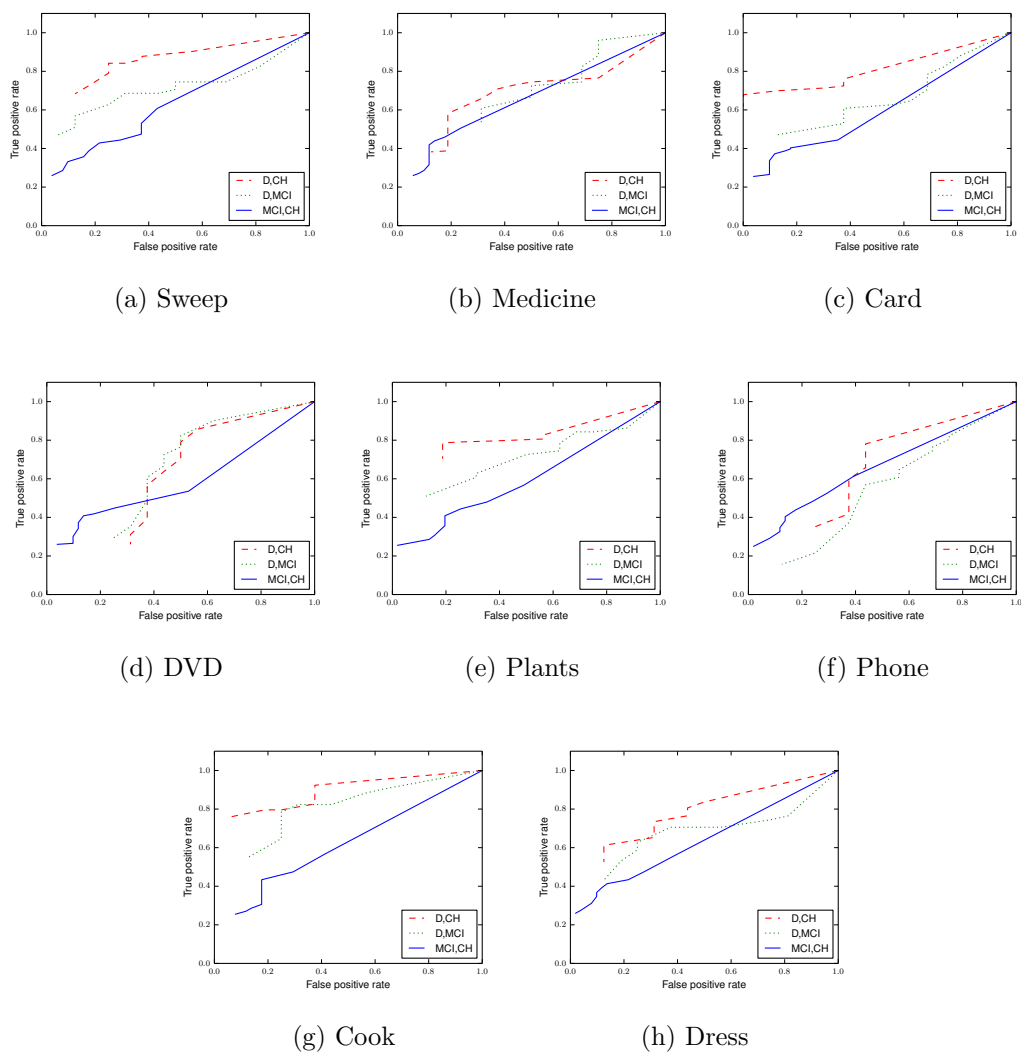 True positive rate
1.0
0.8
0.6
0.4
0.2
0.0
0.0 0.2 0.4 0.6 0.8 1.0
False positive rate
D,CH
D,MCI
MCI,CH
(a) Sweep
True positive rate
1.0
0.8
0.6
0.4
0.2
0.0
0.0 0.2 0.4 0.6 0.8 1.0
False positive rate
D,CH
D,MCI
MCI,CH
(b) Medicine
True positive rate
1.0
0.8
0.6
0.4
0.2
0.0
0.0 0.2 0.4 0.6 0.8 1.0
False positive rate
D,CH
D,MCI
MCI,CH
(c) Card
True positive rate
1.0
0.8
0.6
0.4
0.2
0.0
0.0 0.2 0.4 0.6 0.8 1.0
False positive rate
D,CH
D,MCI
MCI,CH
(d) DVD
True positive rate
1.0
0.8
0.6
0.4
0.2
0.0
0.0 0.2 0.4 0.6 0.8 1.0
False positive rate
D,CH
D,MCI
MCI,CH
(e) Plants
True positive rate
1.0
0.8
0.6
0.4
0.2
0.0
0.0 0.2 0.4 0.6 0.8 1.0
False positive rate
D,CH
D,MCI
MCI,CH
(f) Phone
True positive rate
1.0
0.8
0.6
0.4
0.2
0.0
0.0 0.2 0.4 0.6 0.8 1.0
False positive rate
D,CH
D,MCI
MCI,CH
(g) Cook
True positive rate
1.0
0.8
0.6
0.4
0.2
0.0
0.0 0.2 0.4 0.6 0.8 1.0
False positive rate
D,CH
D,MCI
MCI,CH
(h) Dress